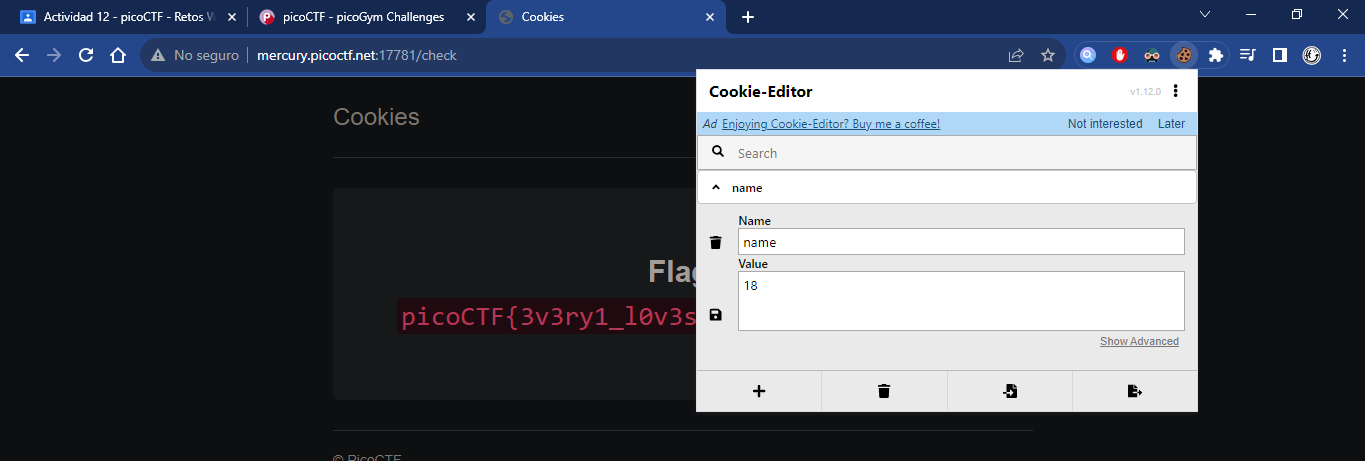 Actividad 12 - picoCTF - Retos W
picoCTF - picoGym Challenges
Cookies
No seguro
mercury.picoctf.net:17781/check
Cookies
Cookie-Editor
v1.12.0
Ad Enjoying Cookie-Editor? Buy me a coffee!
Not interested
Later
Search
name
Name
name
Value
18
Show Advanced
Flag
picoCTF{3v3ry1_l0v3s
© PicoCTF